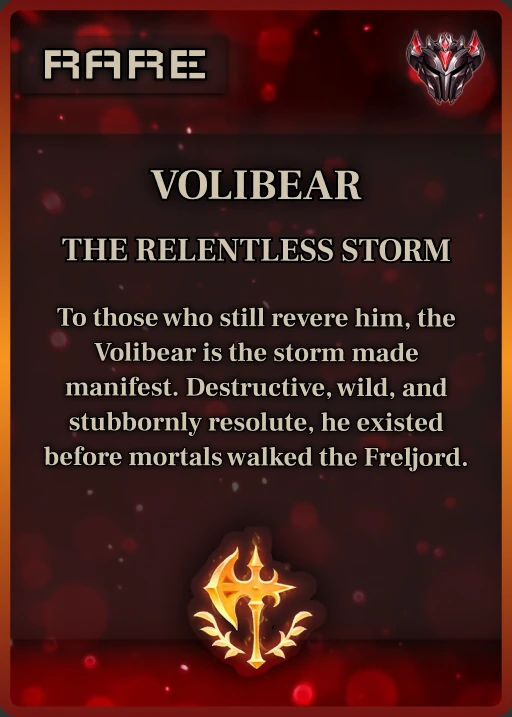 RARE
VOLIBEAR
THE RELENTLESS STORM
To those who still revere him, the
Volibear is the storm made
manifest. Destructive, wild, and
stubbornly resolute, he existed
before mortals walked the Freljord.